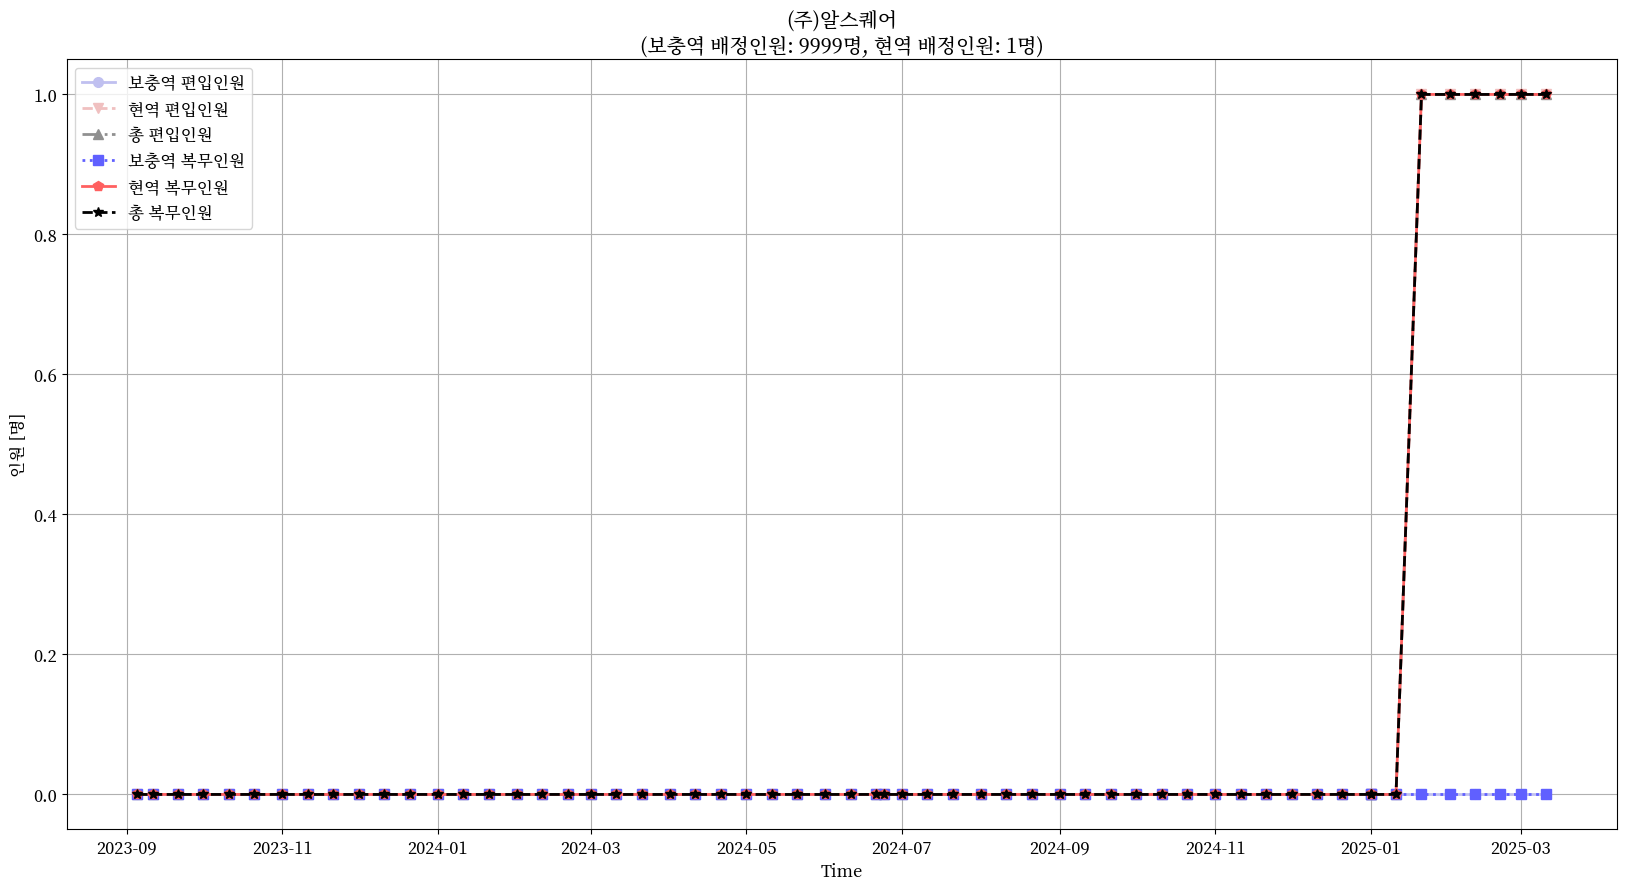 (주)알스퀘어
(보충역 배정인원: 9999명, 현역 배정인원: 1명)
보충역 편입인원
현역 편입인원
총 편입인원
보충역 복무인원
현역 복무인원
총 복무인원
인원 [명]
1.0
0.8
0.6
0.4
0.2
0.0
2023-09
2023-11
2024-01
2024-03
2024-05
2024-07
2024-09
2024-11
2025-01
2025-03
Time